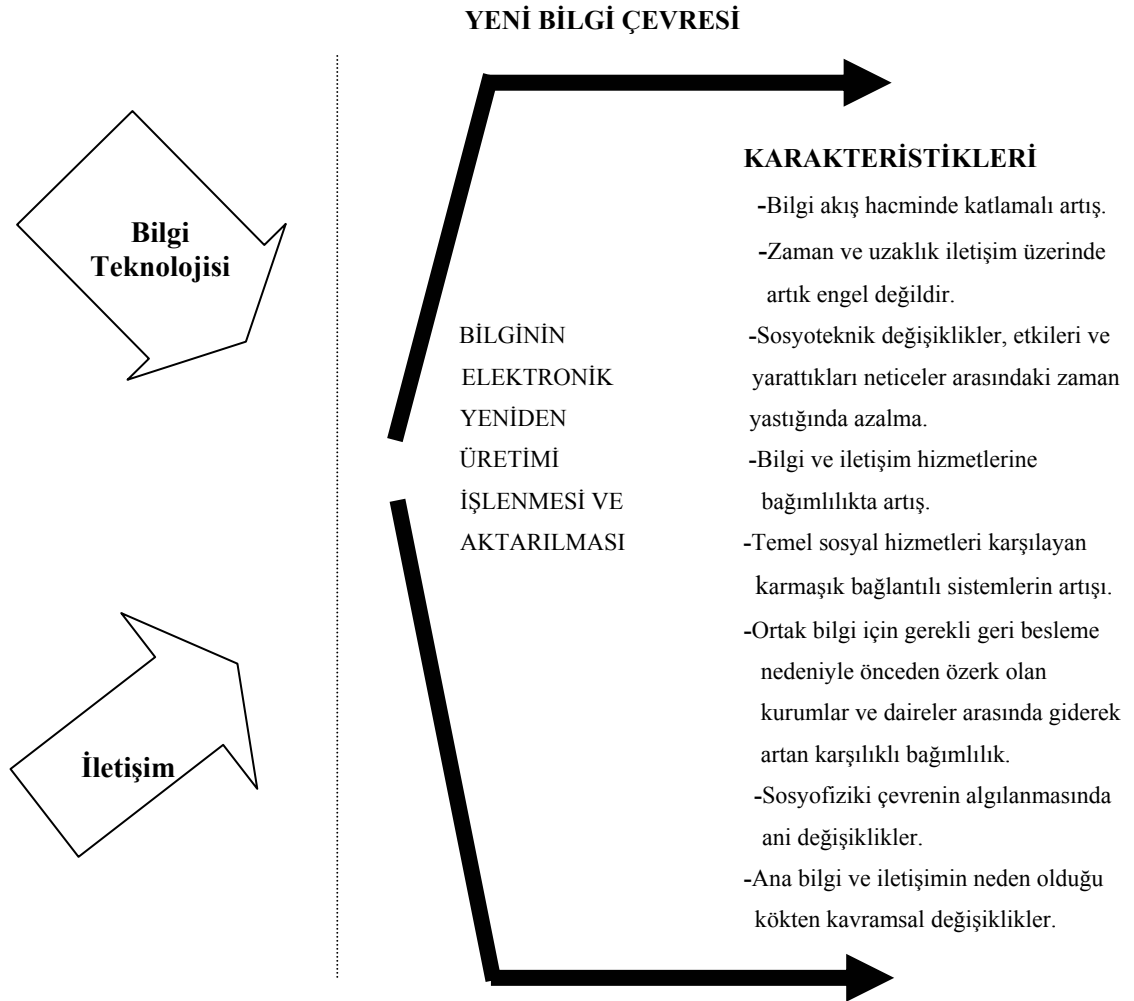 YENİ BİLGİ ÇEVRESİ
Bilgi
Teknolojisi
İletişim
BİLGİNİN
ELEKTRONİK
YENİDEN
ÜRETİMİ
İŞLENMESİ VE
AKTARILMASI
KARAKTERİSTİKLERİ
-Bilgi akış hacminde katlamalı artış.
-Zaman ve uzaklık iletişim üzerinde
artık engel değildir.
-Sosyoteknik değişiklikler, etkileri ve
yarattıkları neticeler arasındaki zaman
yastığında azalma.
-Bilgi ve iletişim hizmetlerine
bağımlılıkta artış.
-Temel sosyal hizmetleri karşılayan
karmaşık bağlantılı sistemlerin artışı.
-Ortak bilgi için gerekli geri besleme
nedeniyle önceden özerk olan
kurumlar ve daireler arasında giderek
artan karşılıklı bağımlılık.
-Sosyofiziki çevrenin algılanmasında
ani değişiklikler.
-Ana bilgi ve iletişimin neden olduğu
kökten kavramsal değişiklikler.